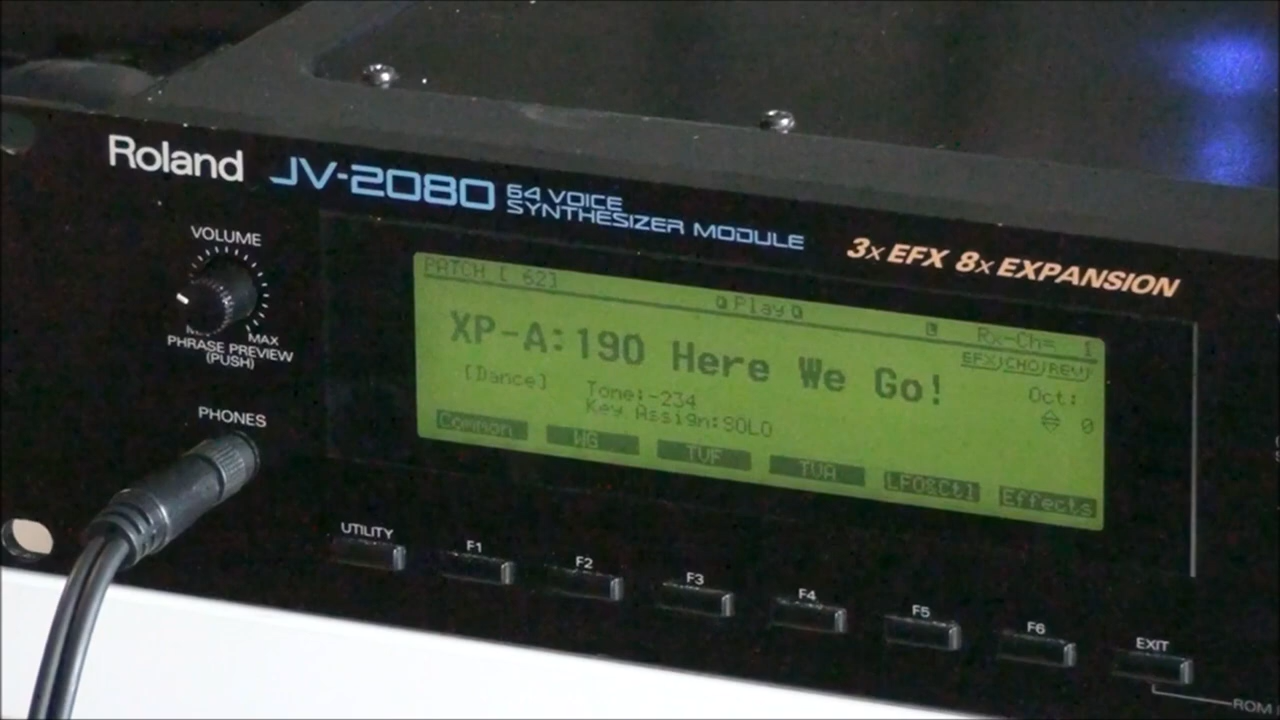 Roland
JV-2080
64 VOICE
SYNTHESIZER MODULE
3x EFX 8x EXPANSION
VOLUME
MAX
PHRASE PREVIEW
(PUSH)
PHONES
PATCH [ 62]
Play
Rx-Ch= 1
XP-A:190 Here We Go!
EFX|CHO|REV|
[Dance]
Tone:-234
Key Assign:SOLO
Oct:
0
Common WG TVF TVA LFO&Ctl Effects
UTILITY F1 F2 F3 F4 F5 F6 EXIT
ROM